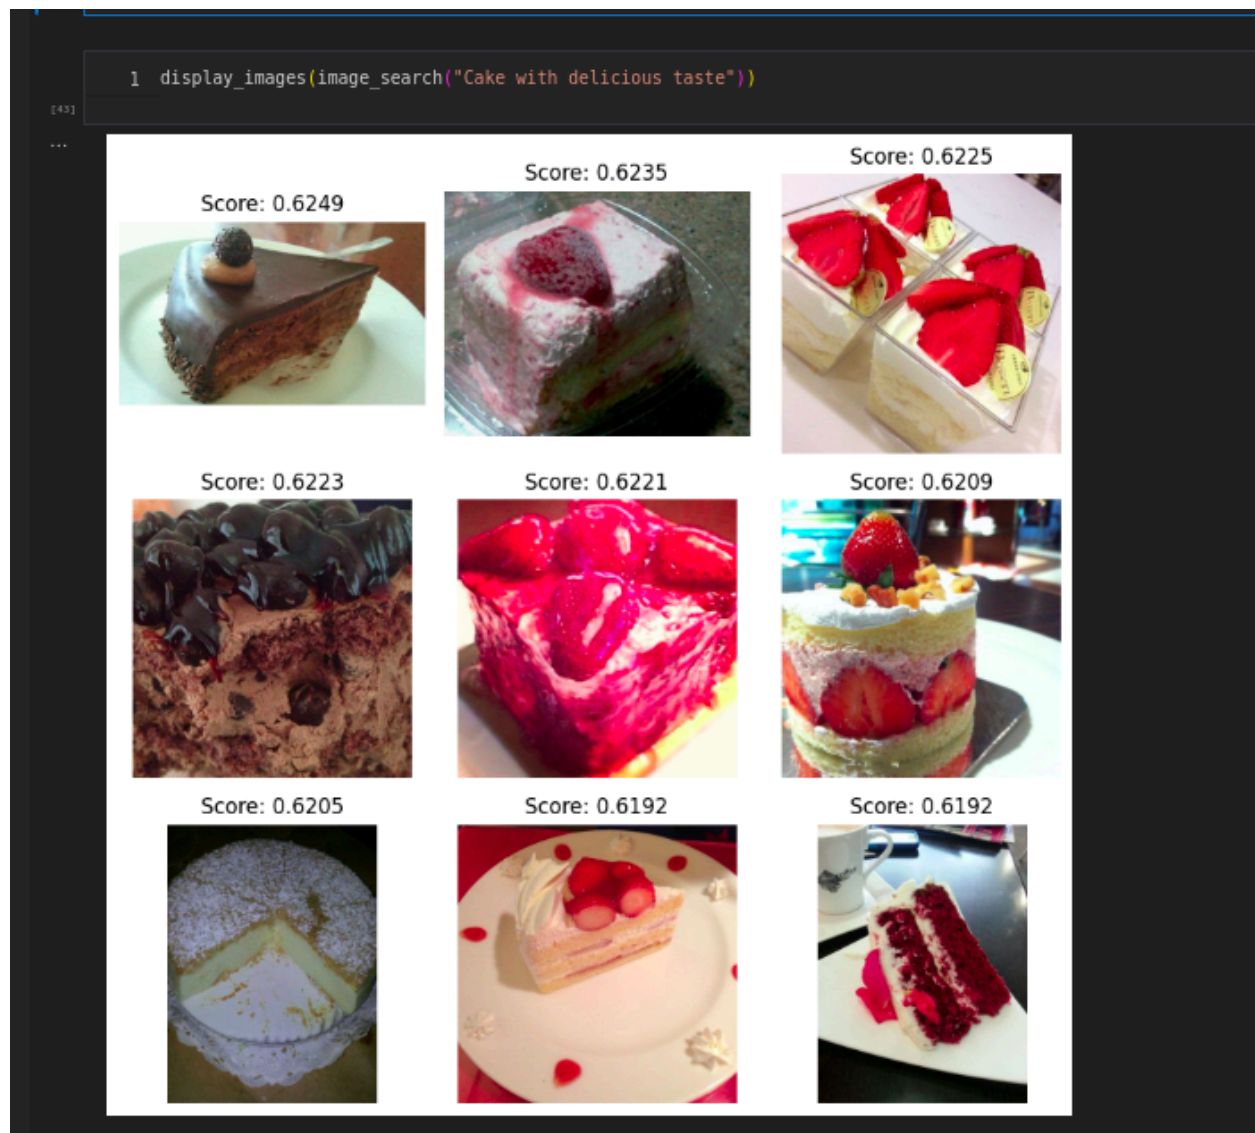 1 display_images(image_search("Cake with delicious taste"))
[43]
...
Score: 0.6249
Score: 0.6235
Score: 0.6225
Score: 0.6223
Score: 0.6221
Score: 0.6209
Score: 0.6205
Score: 0.6192
Score: 0.6192